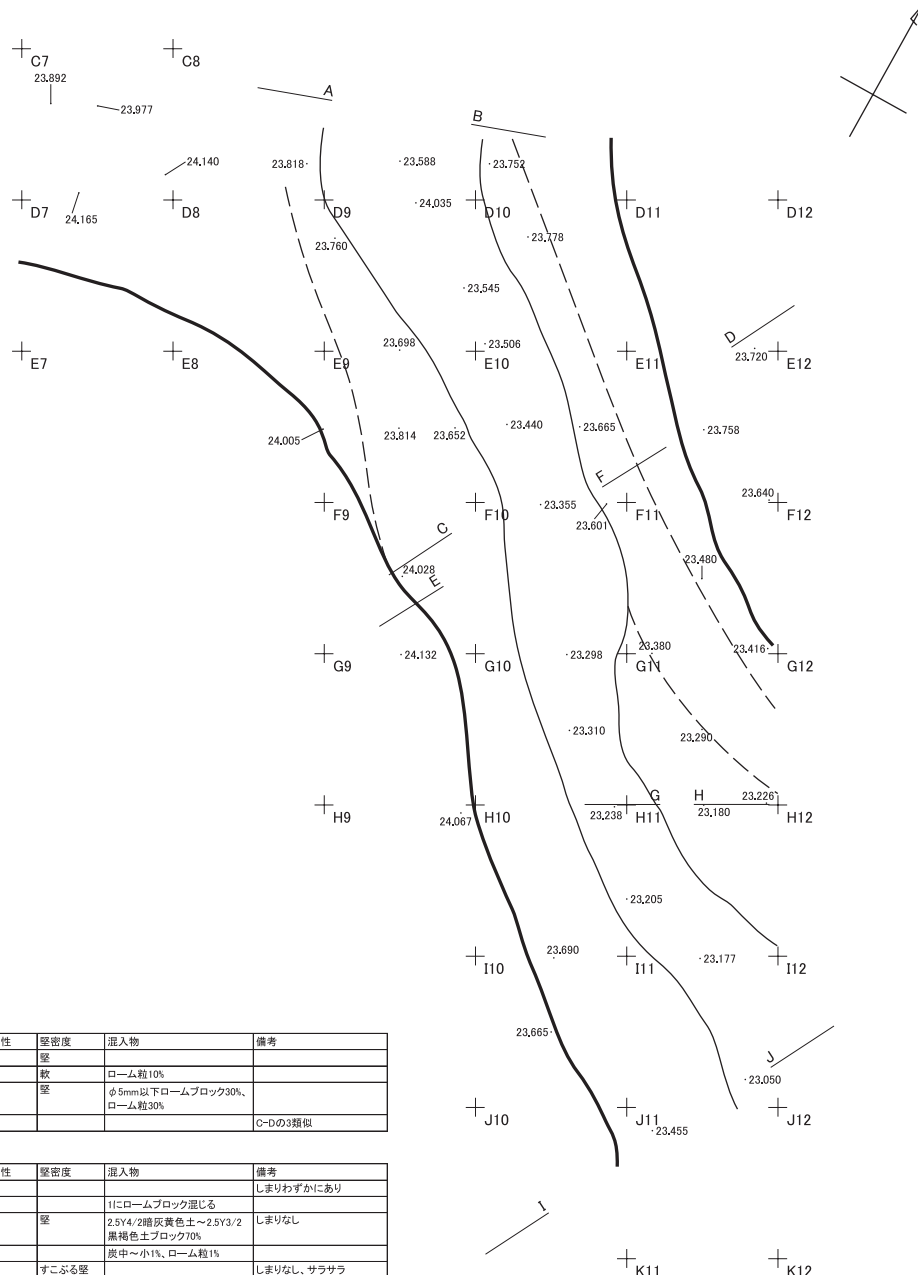 C7
C8
23.892
23.977
A
B
24.140
23.818
23.588
23.752
D7
D8
D9
24.035
D10
D11
D12
24.165
23.760
23.778
23.545
D
E7
E8
E9
23.698
E10
23.506
E11
23.720
E12
24.005
23.814
23.652
23.440
23.665
23.758
F
F9
F10
23.355
23.601
F11
23.640
F12
C
24.028
E
23.480
G9
24.132
G10
23.298
23.380
G11
23.416
G12
23.310
23.290
H9
24.067
H10
23.238
G
H11
H
23.180
23.226
H12
23.205
I10
23.690
I11
23.177
I12
23.665
J
23.050
J10
J11
23.455
J12
I
K11
K12
性 堅密度 混入物 備考
堅
軟 ローム粒10%
堅 φ5mm以下ロームブロック30%、
ローム粒30%
C-Dの3類似
性 堅密度 混入物 備考
しまりわずかにあり
1にロームブロック混じる
堅 2.5Y4/2暗灰黄色土~2.5Y3/2 しまりなし
黒褐色土ブロック70%
炭中~小1%、ローム粒1%
すこぶる堅 しまりなし、サラサラ